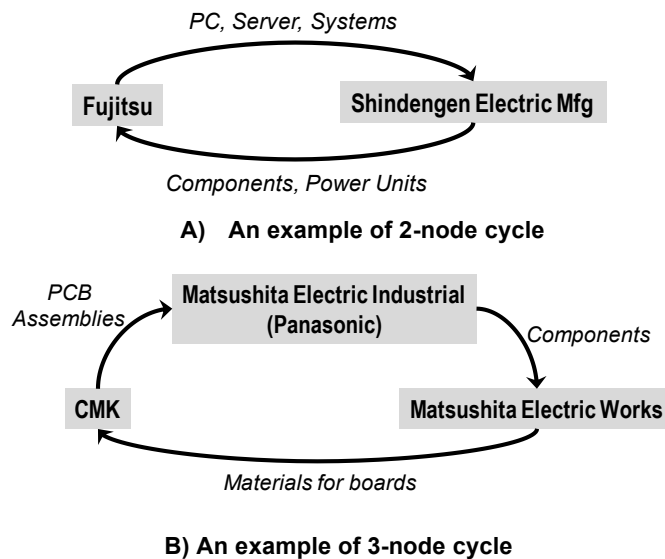 PC, Server, Systems
Fujitsu
Shindengen Electric Mfg
Components, Power Units
A) An example of 2-node cycle
PCB
Assemblies
Matsushita Electric Industrial
(Panasonic)
Components
CMK
Matsushita Electric Works
Materials for boards
B) An example of 3-node cycle